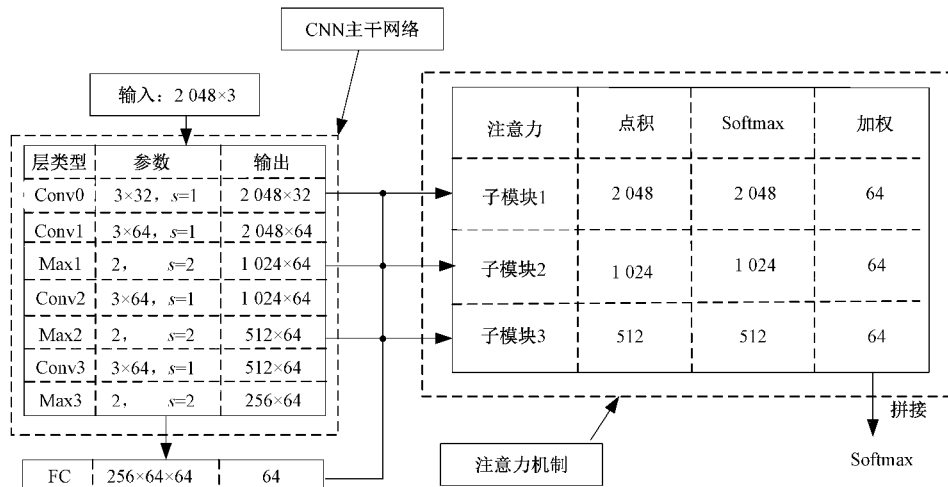 CNN主干网络
输入：2 048×3
层类型 参数 输出
Conv0 3×32，s=1 2 048×32
Conv1 3×64，s=1 2 048×64
Max1 2， s=2 1 024×64
Conv2 3×64，s=1 1 024×64
Max2 2， s=2 512×64
Conv3 3×64，s=1 512×64
Max3 2， s=2 256×64
FC 256×64×64 64
注意力 点积 Softmax 加权
子模块1 2 048 2 048 64
子模块2 1 024 1 024 64
子模块3 512 512 64
拼接
注意力机制
Softmax